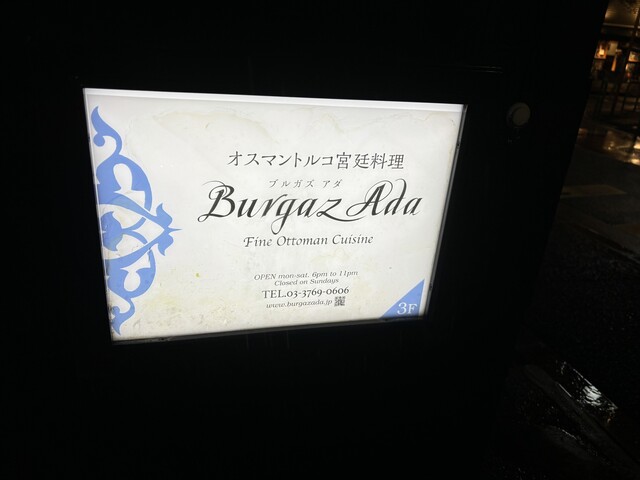 オスマントルコ宮廷料理
ブルガズ アダ
Burgaz Ada
Fine Ottoman Cuisine
OPEN mon-sat. 6pm to 11pm
Closed on Sundays
TEL.03-3769-0606
www.burgazada.jp
3F